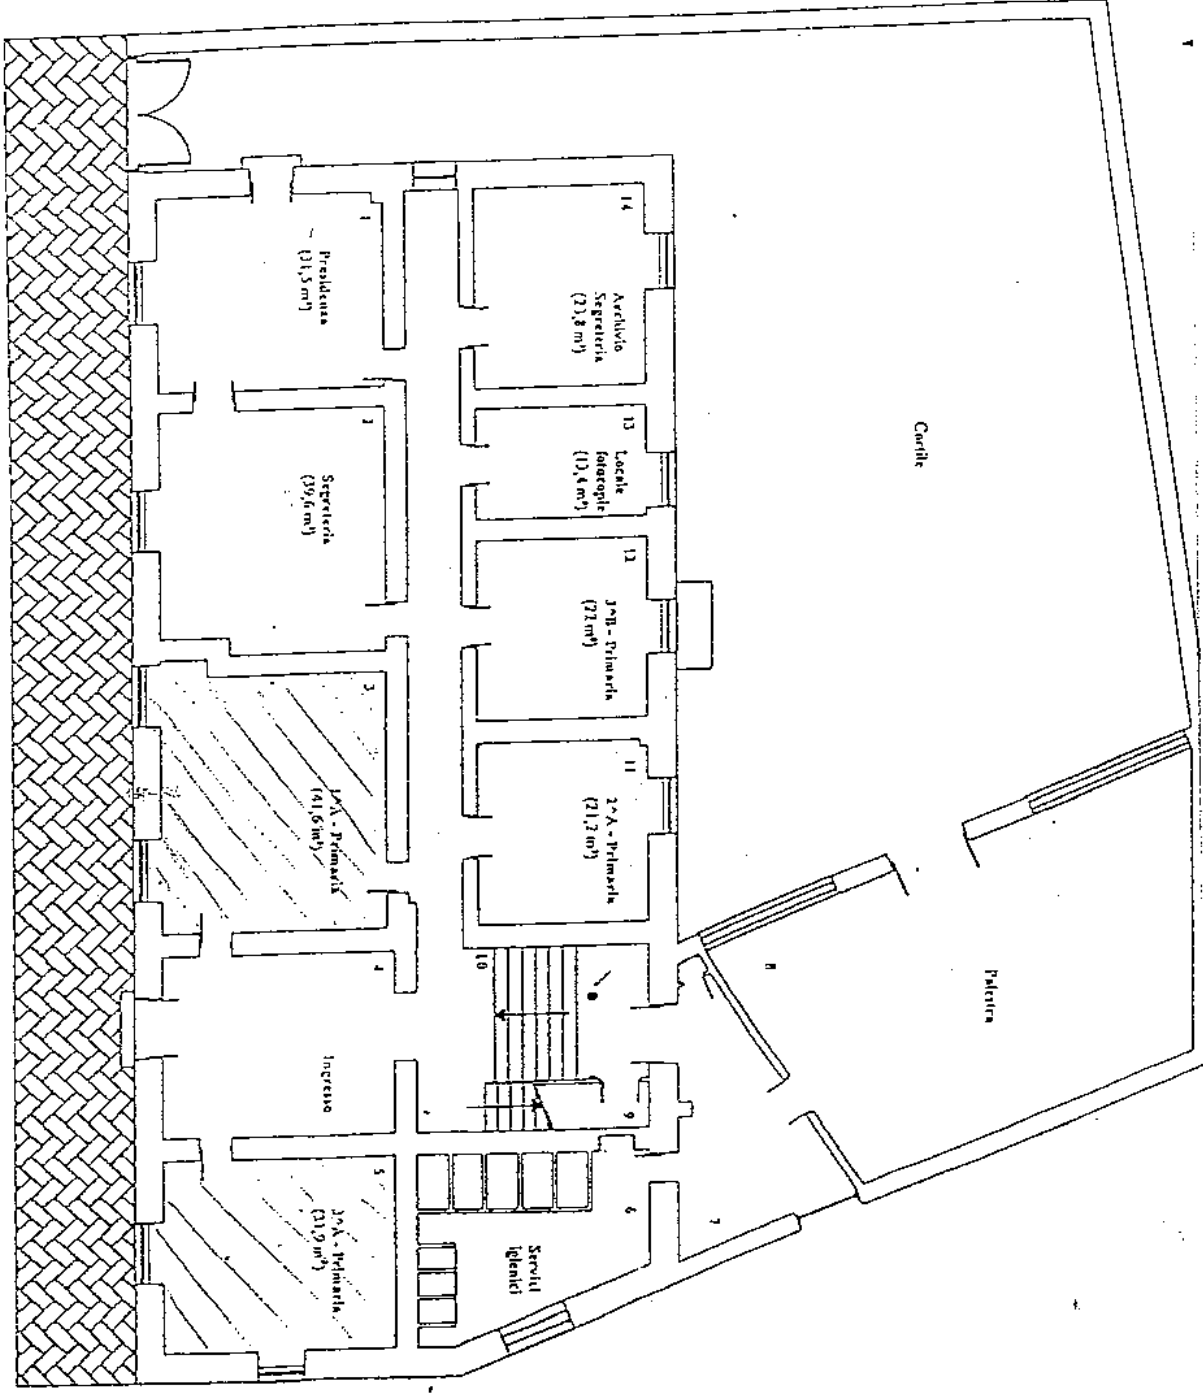 14
Archivio
Segreteria
(23,8 m²)
1
Presidenza
(31,5 m²)
13
Locale
fotocopie
(13,4 m²)
2
Segreteria
(39,6 m²)
Cortile
12
3^B - Primaria
(22 m²)
3
1^A - Primaria
(41,6 m²)
11
2^A - Primaria
(21,2 m²)
4
Ingresso
10
8
Palestra
9
5
3^A - Primaria
(31,9 m²)
6
Servizi
igienici
7